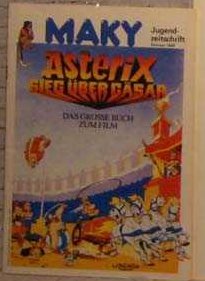 MAKY
Jugend-
zeitschrift
Asterix
SIEG ÜBER CÄSAR
DAS GROSSE BUCH
ZUM FILM